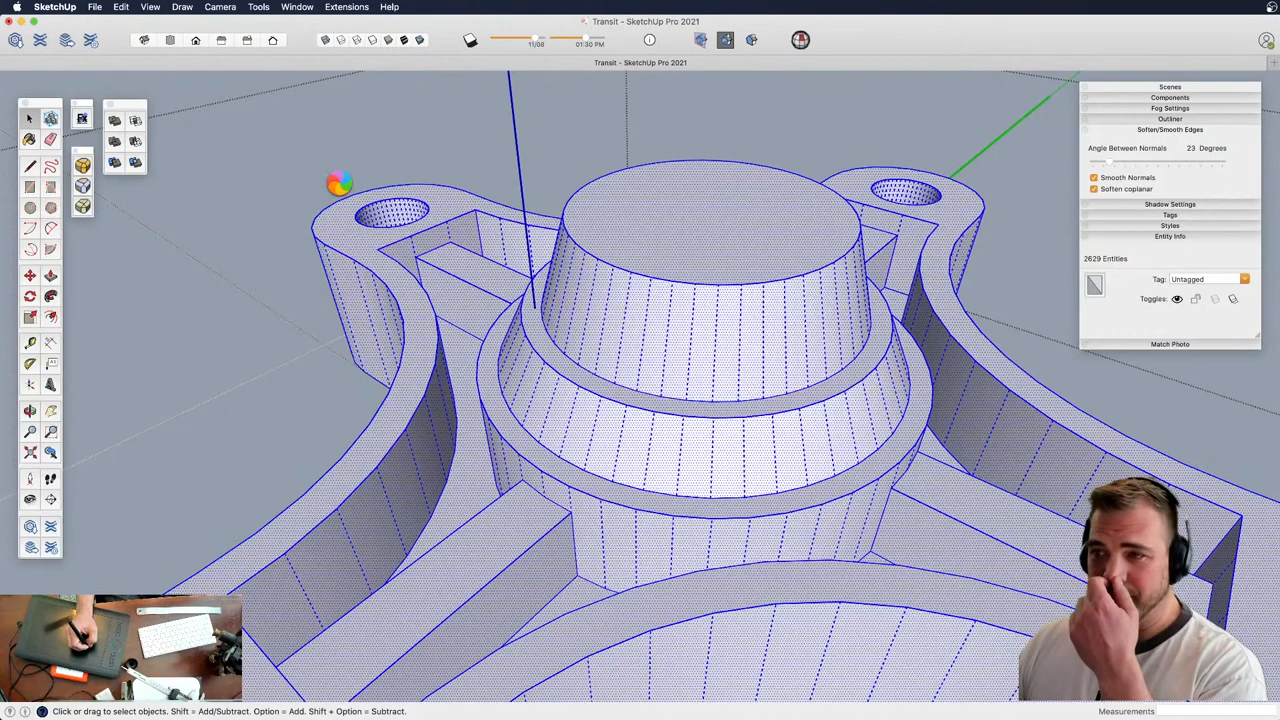 SketchUp File Edit View Draw Camera Tools Window Extensions Help
Transit - SketchUp Pro 2021
11/08 01:30 PM
Transit - SketchUp Pro 2021
Scenes
Components
Fog Settings
Outliner
Soften/Smooth Edges
Angle Between Normals 23 Degrees
Smooth Normals
Soften coplanar
Shadow Settings
Tags
Styles
Entity Info
2629 Entities
Tag: Untagged
Toggles:
Match Photo
Click or drag to select objects. Shift = Add/Subtract. Option = Add. Shift + Option = Subtract.
Measurements